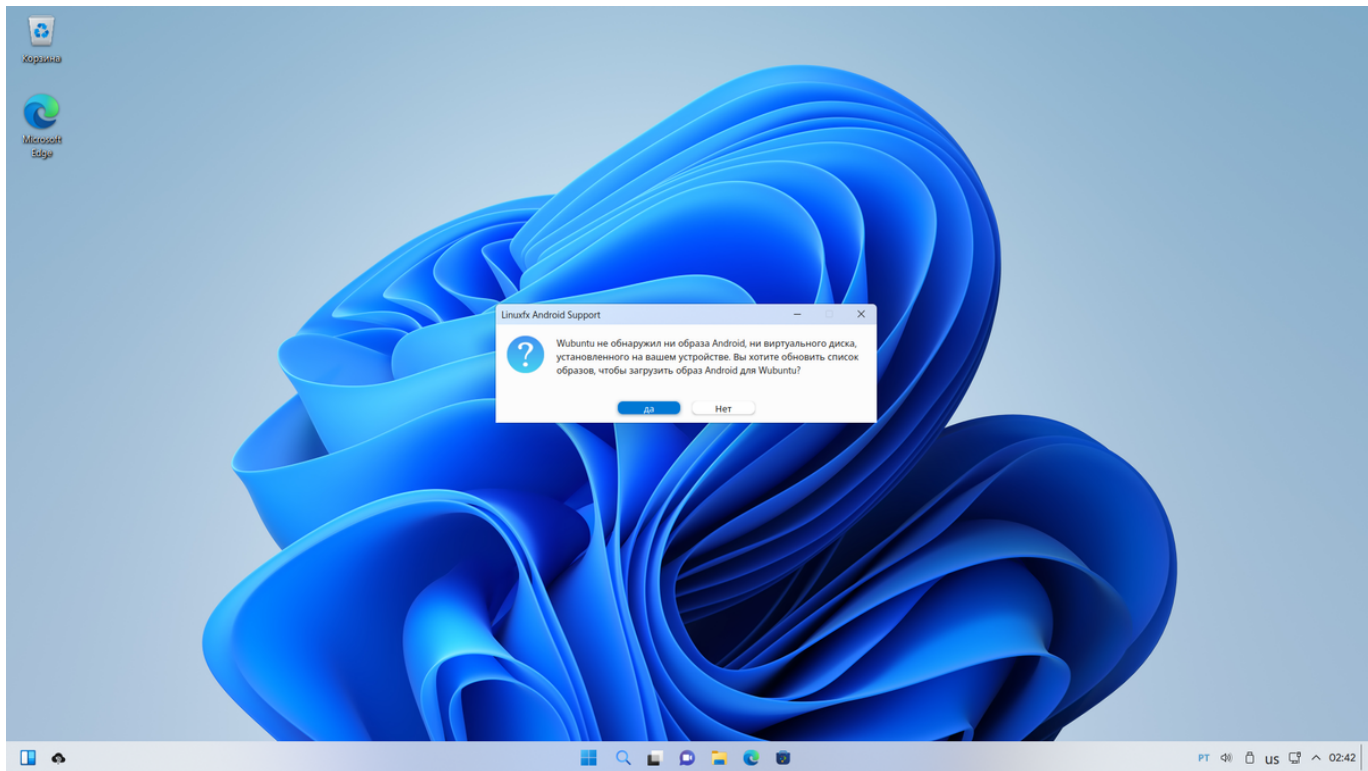 Корзина
Microsoft
Edge
Linuxfx Android Support
Wubuntu не обнаружил ни образа Android, ни виртуального диска,
установленного на вашем устройстве. Вы хотите обновить список
образов, чтобы загрузить образ Android для Wubuntu?
да
Нет
PT
us
02:42